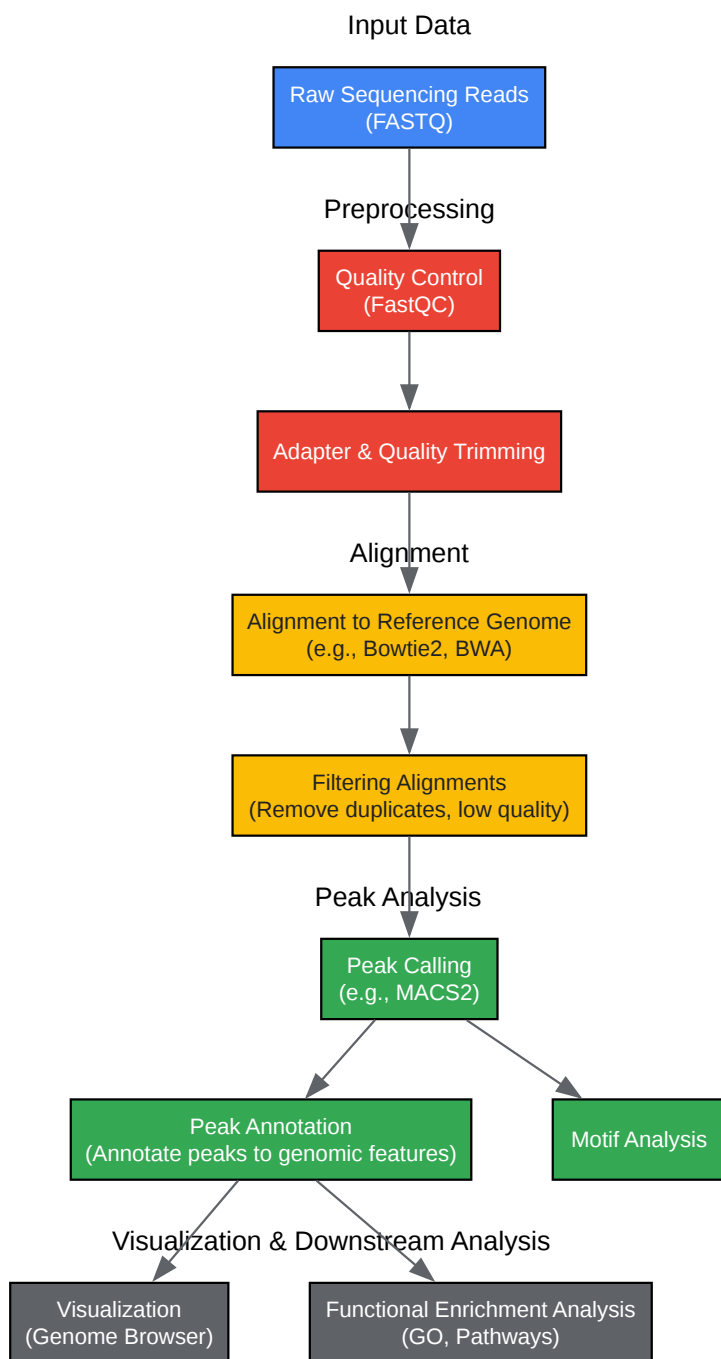 Input Data
Raw Sequencing Reads
(FASTQ)
Preprocessing
Quality Control
(FastQC)
Adapter & Quality Trimming
Alignment
Alignment to Reference Genome
(e.g., Bowtie2, BWA)
Filtering Alignments
(Remove duplicates, low quality)
Peak Analysis
Peak Calling
(e.g., MACS2)
Peak Annotation
(Annotate peaks to genomic features)
Motif Analysis
Visualization & Downstream Analysis
Visualization
(Genome Browser)
Functional Enrichment Analysis
(GO, Pathways)